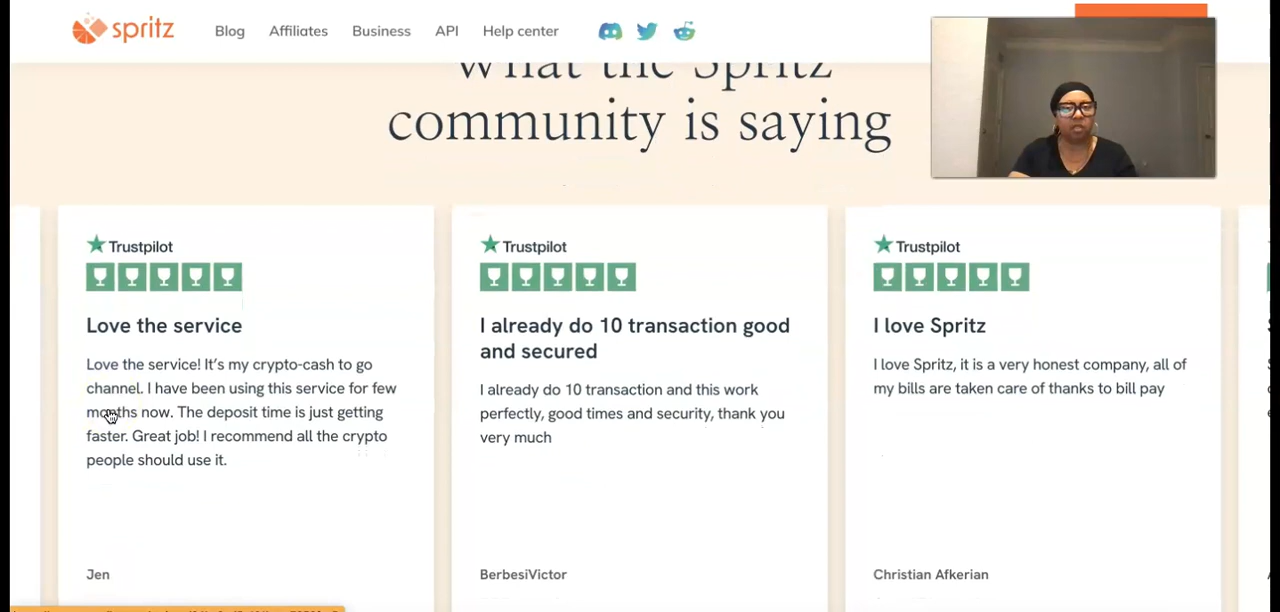 spritz
Blog
Affiliates
Business
API
Help center
What the Spritz
community is saying
Trustpilot
Love the service
Love the service! It's my crypto-cash to go
channel. I have been using this service for few
months now. The deposit time is just getting
faster. Great job! I recommend all the crypto
people should use it.
Jen
Trustpilot
I already do 10 transaction good
and secured
I already do 10 transaction and this work
perfectly, good times and security, thank you
very much
BerbesiVictor
Trustpilot
I love Spritz
I love Spritz, it is a very honest company, all of
my bills are taken care of thanks to bill pay
Christian Afkerian